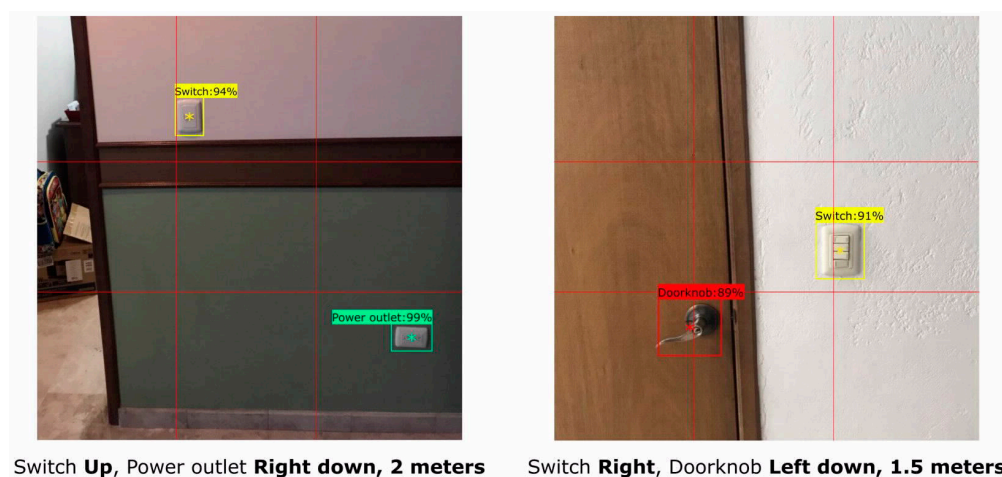 Switch:94%
Power outlet:99%
Switch Up, Power outlet Right down, 2 meters
Switch:91%
Doorknob:89%
Switch Right, Doorknob Left down, 1.5 meters